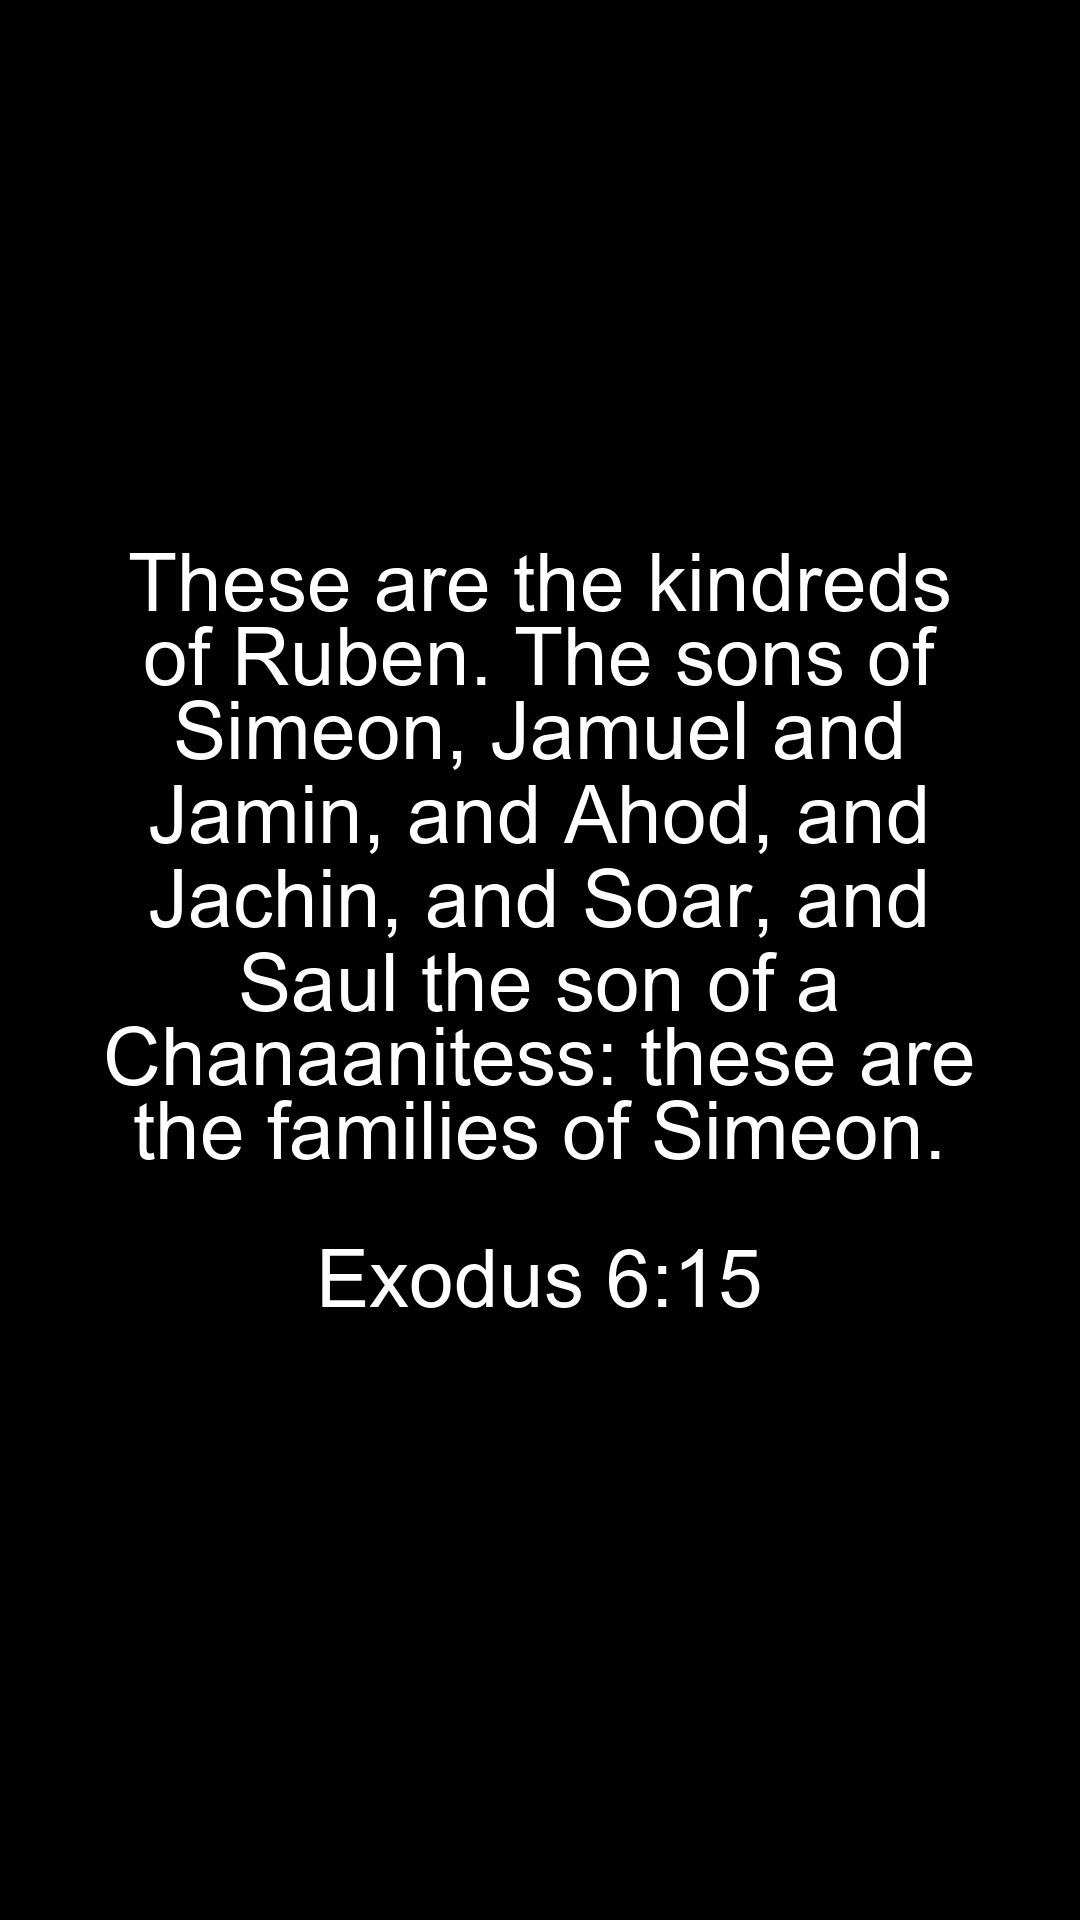 These are the kindreds
of Ruben. The sons of
Simeon, Jamuel and
Jamin, and Ahod, and
Jachin, and Soar, and
Saul the son of a
Chanaanitess: these are
the families of Simeon.
Exodus 6:15